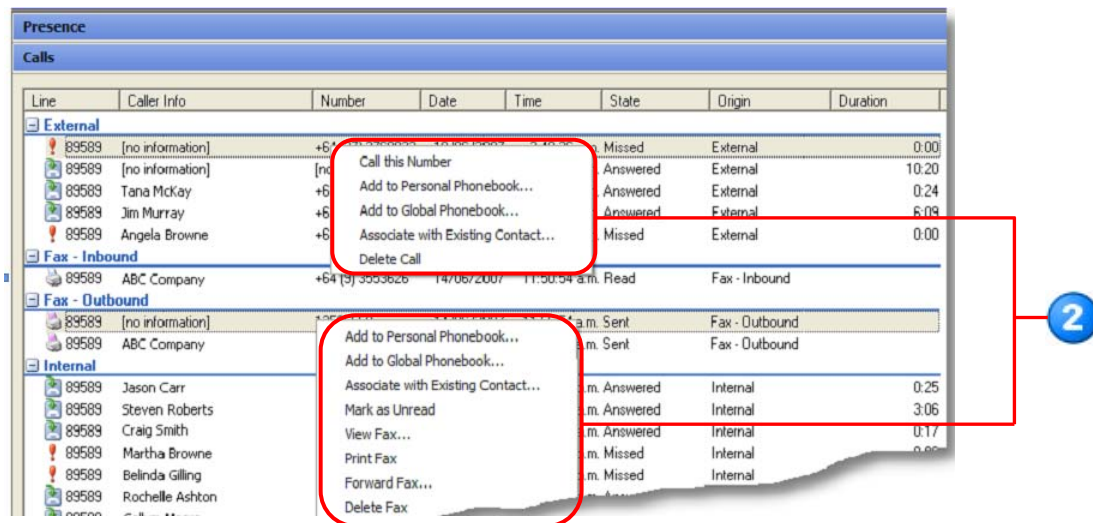 Presence
Calls
Line Caller Info Number Date Time State Origin Duration
External
89589 [no information] Missed External 0:00
89589 [no information] Answered External 10:20
89589 Tana McKay +6 Answered External 0:24
89589 Jim Murray +6 Answered External 6:09
89589 Angela Browne +6 Missed External 0:00
Call this Number
Add to Personal Phonebook...
Add to Global Phonebook...
Associate with Existing Contact...
Delete Call
Fax - Inbound
89589 ABC Company +64 (9) 3553626 14/06/2007 11:50:54 a.m. Read Fax - Inbound
Fax - Outbound
89589 [no information] a.m. Sent Fax - Outbound
89589 ABC Company a.m. Sent Fax - Outbound
Internal
89589 Jason Carr .m. Answered Internal 0:25
89589 Steven Roberts .m. Answered Internal 3:06
89589 Craig Smith .m. Answered Internal 0:17
89589 Martha Browne .m. Missed Internal
89589 Belinda Gilling .m. Missed Internal
89589 Rochelle Ashton
Add to Personal Phonebook...
Add to Global Phonebook...
Associate with Existing Contact...
Mark as Unread
View Fax...
Print Fax
Forward Fax...
Delete Fax
2